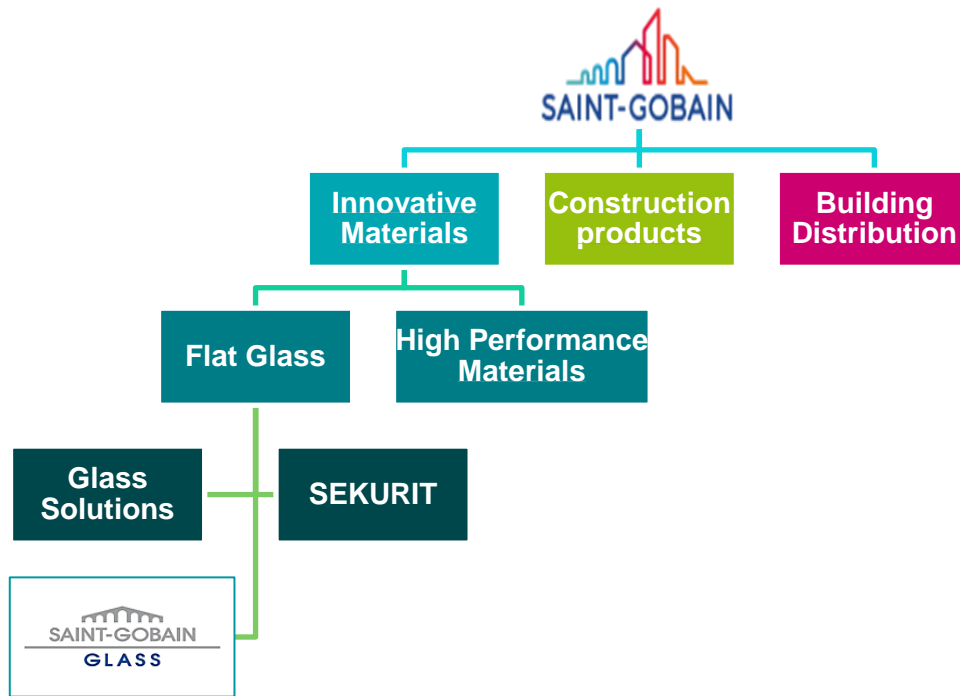 SAINT-GOBAIN
Innovative
Materials
Construction
products
Building
Distribution
Flat Glass
High Performance
Materials
Glass
Solutions
SEKURIT
SAINT-GOBAIN
GLASS